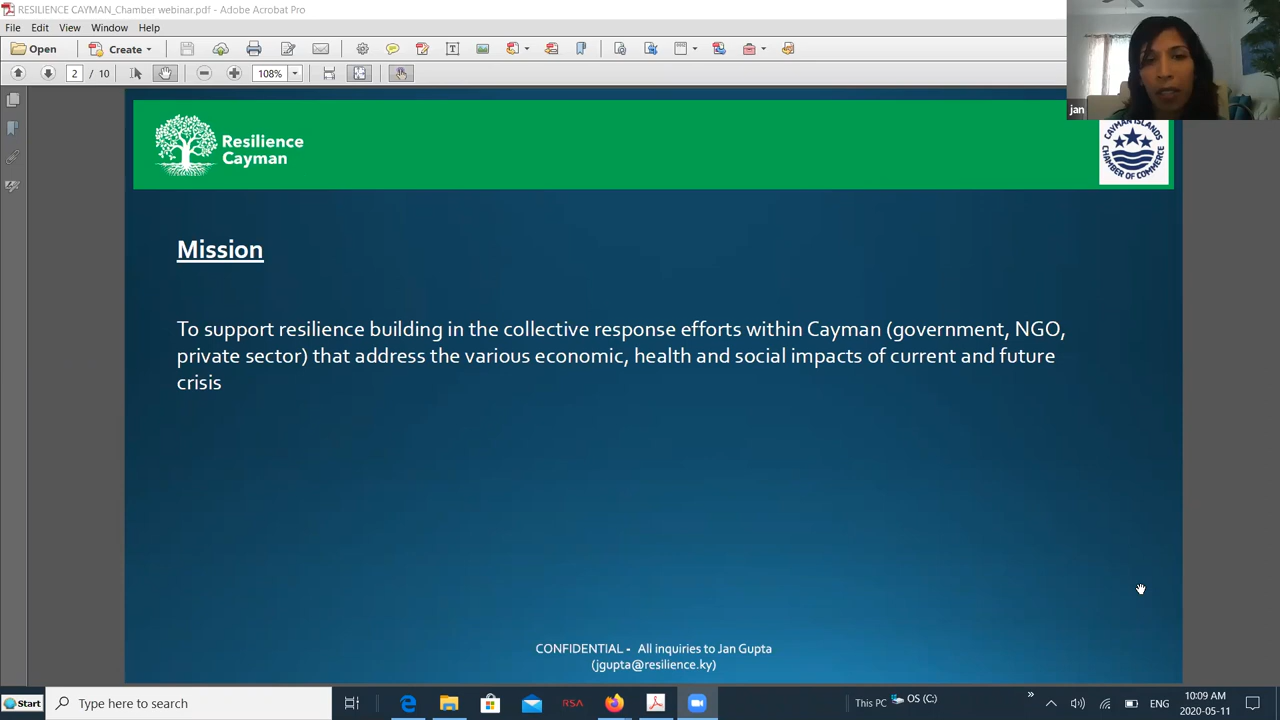 RESILIENCE CAYMAN_Chamber webinar.pdf - Adobe Acrobat Pro
File Edit View Window Help
Open Create
2 / 10 108%
jan
Resilience
Cayman
CAYMAN ISLANDS
CHAMBER OF COMMERCE
Mission
To support resilience building in the collective response efforts within Cayman (government, NGO,
private sector) that address the various economic, health and social impacts of current and future
crisis
CONFIDENTIAL - All inquiries to Jan Gupta
(jgupta@resilience.ky)
Start Type here to search RSA This PC OS (C:) » ENG 10:09 AM
2020-05-11